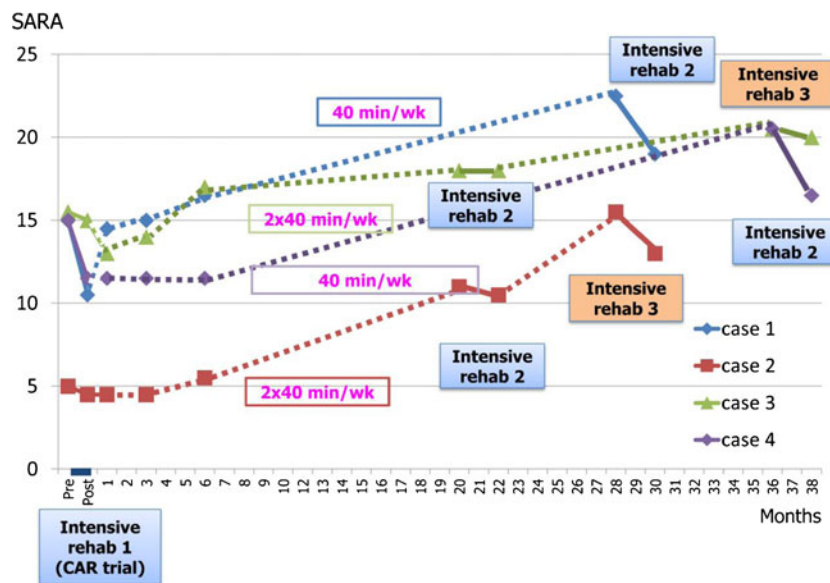 SARA
25
20
15
10
5
0
Intensive
rehab 2
Intensive
rehab 3
40 min/wk
2x40 min/wk
Intensive
rehab 2
Intensive
rehab 2
40 min/wk
Intensive
rehab 3
Intensive
rehab 2
2x40 min/wk
case 1
case 2
case 3
case 4
Pre Post 1 2 3 4 5 6 7 8 9 10 12 13 14 15 16 17 18 19 20 21 22 23 24 25 26 27 28 29 30 31 32 33 34 35 36 37 38
Months
Intensive
rehab 1
(CAR trial)